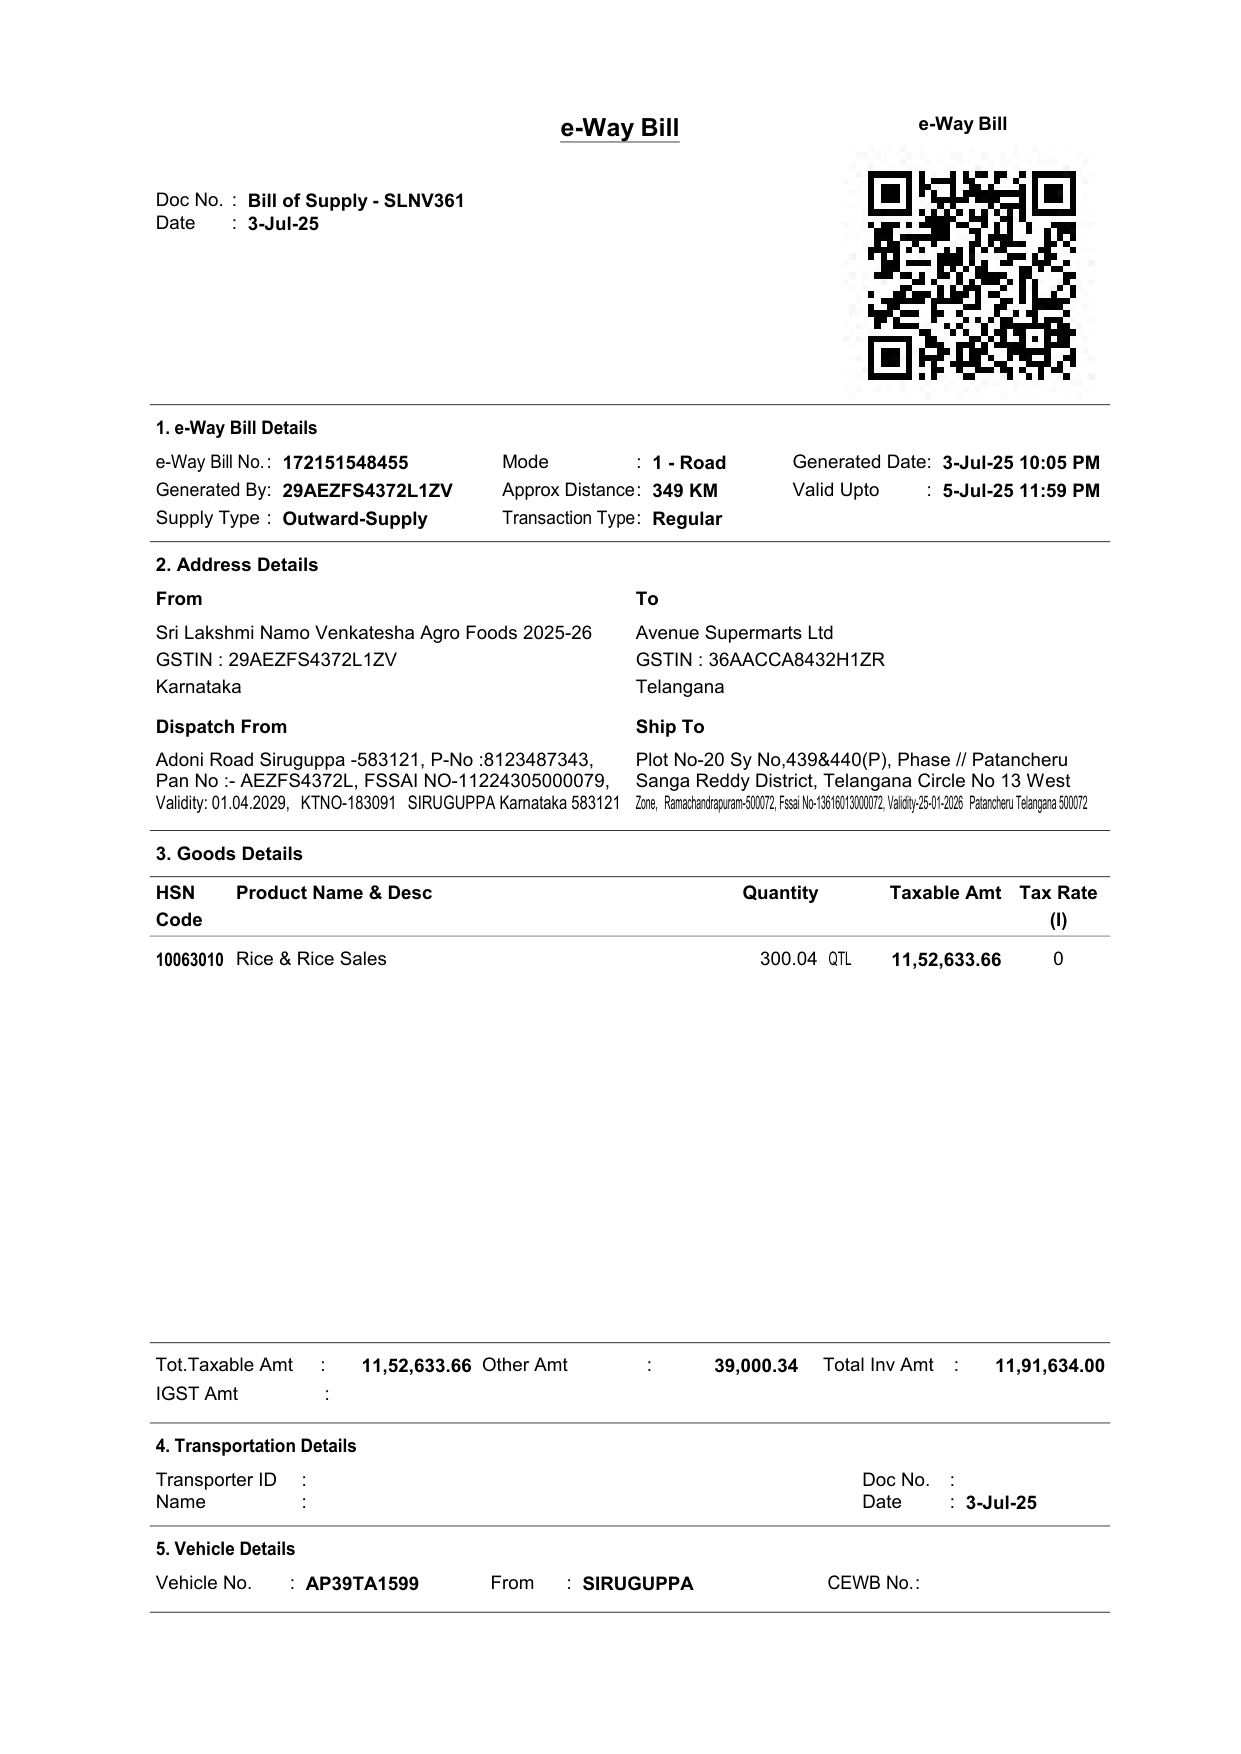 e-Way Bill
e-Way Bill
Doc No. : Bill of Supply - SLNV361
Date : 3-Jul-25
1. e-Way Bill Details
e-Way Bill No. : 172151548455 Mode : 1 - Road Generated Date : 3-Jul-25 10:05 PM
Generated By : 29AEZFS4372L1ZV Approx Distance : 349 KM Valid Upto : 5-Jul-25 11:59 PM
Supply Type : Outward-Supply Transaction Type : Regular
2. Address Details
From To
Sri Lakshmi Namo Venkatesha Agro Foods 2025-26 Avenue Supermarts Ltd
GSTIN : 29AEZFS4372L1ZV GSTIN : 36AACCA8432H1ZR
Karnataka Telangana
Dispatch From Ship To
Adoni Road Siruguppa -583121, P-No :8123487343, Plot No-20 Sy No,439&440(P), Phase // Patancheru
Pan No :- AEZFS4372L, FSSAI NO-11224305000079, Sanga Reddy District, Telangana Circle No 13 West
Validity: 01.04.2029, KTNO-183091 SIRUGUPPA Karnataka 583121 Zone, Ramachandrapuram-500072, Fssai No-13616013000072, Validity-25-01-2026 Patancheru Telangana 500072
3. Goods Details
HSN Product Name & Desc Quantity Taxable Amt Tax Rate
Code (I)
10063010 Rice & Rice Sales 300.04 QTL 11,52,633.66 0
Tot.Taxable Amt : 11,52,633.66 Other Amt : 39,000.34 Total Inv Amt : 11,91,634.00
IGST Amt :
4. Transportation Details
Transporter ID : Doc No. :
Name : Date : 3-Jul-25
5. Vehicle Details
Vehicle No. : AP39TA1599 From : SIRUGUPPA CEWB No. :